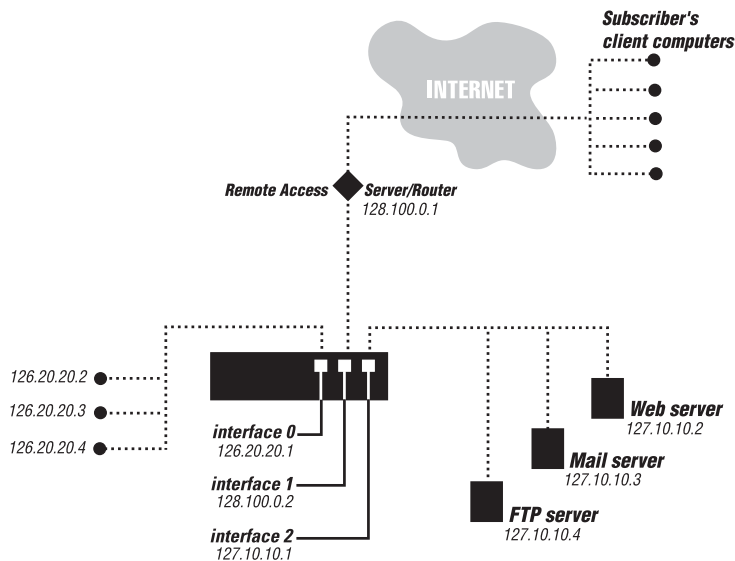 Subscriber's
client computers
INTERNET
Remote Access
Server/Router
128.100.0.1
126.20.20.2
126.20.20.3
126.20.20.4
interface 0
126.20.20.1
interface 1
128.100.0.2
interface 2
127.10.10.1
Web server
127.10.10.2
Mail server
127.10.10.3
FTP server
127.10.10.4